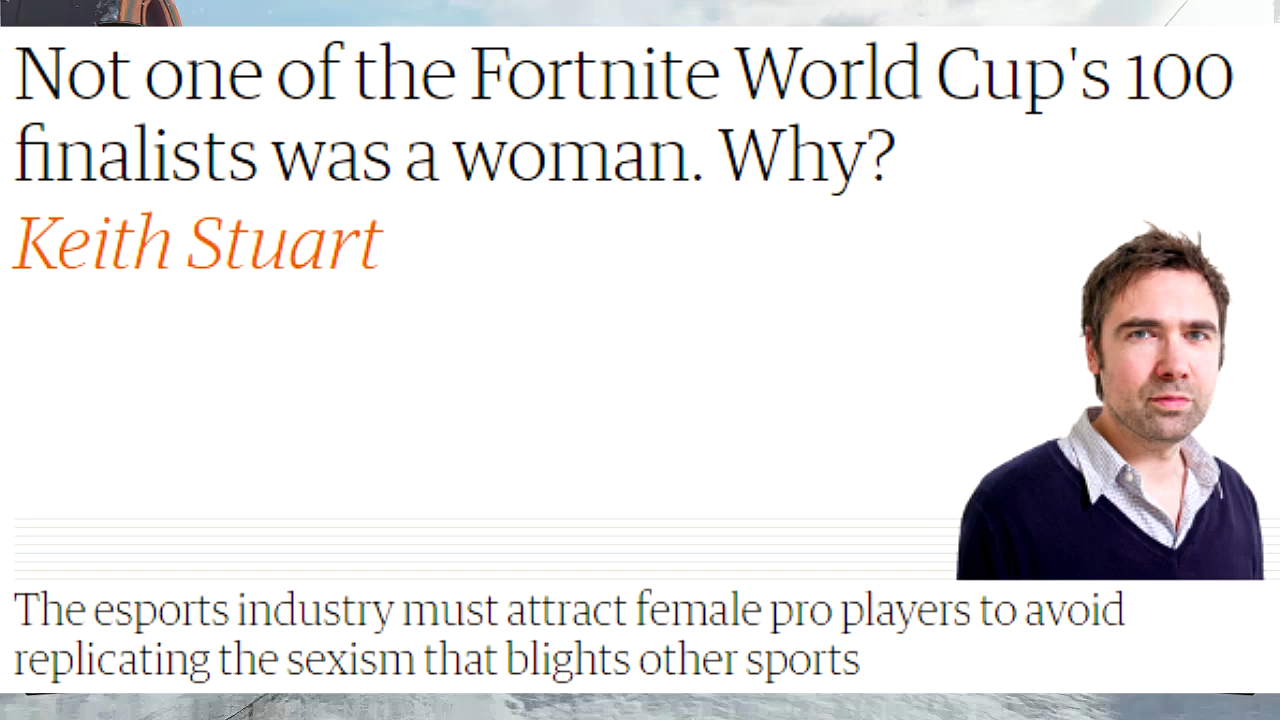 Not one of the Fortnite World Cup's 100
finalists was a woman. Why?
Keith Stuart
The esports industry must attract female pro players to avoid
replicating the sexism that blights other sports